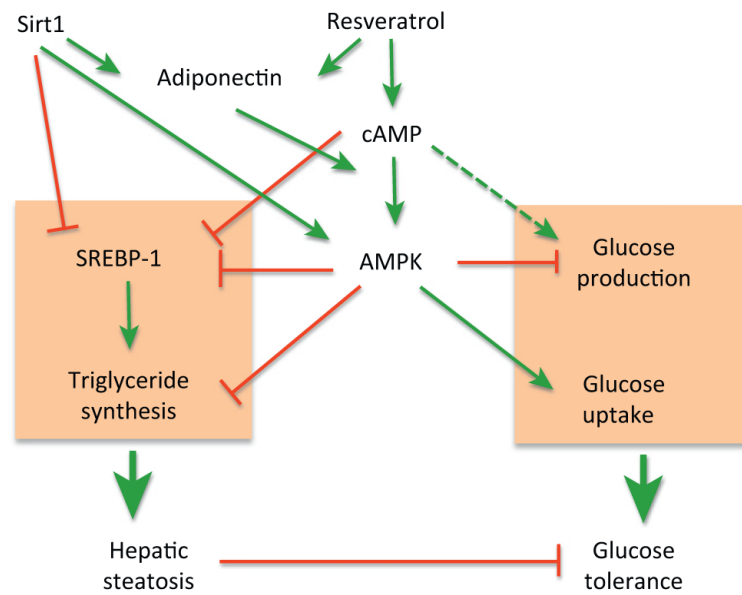 Sirt1
Resveratrol
Adiponectin
cAMP
SREBP-1
AMPK
Glucose
production
Triglyceride
synthesis
Glucose
uptake
Hepatic
steatosis
Glucose
tolerance